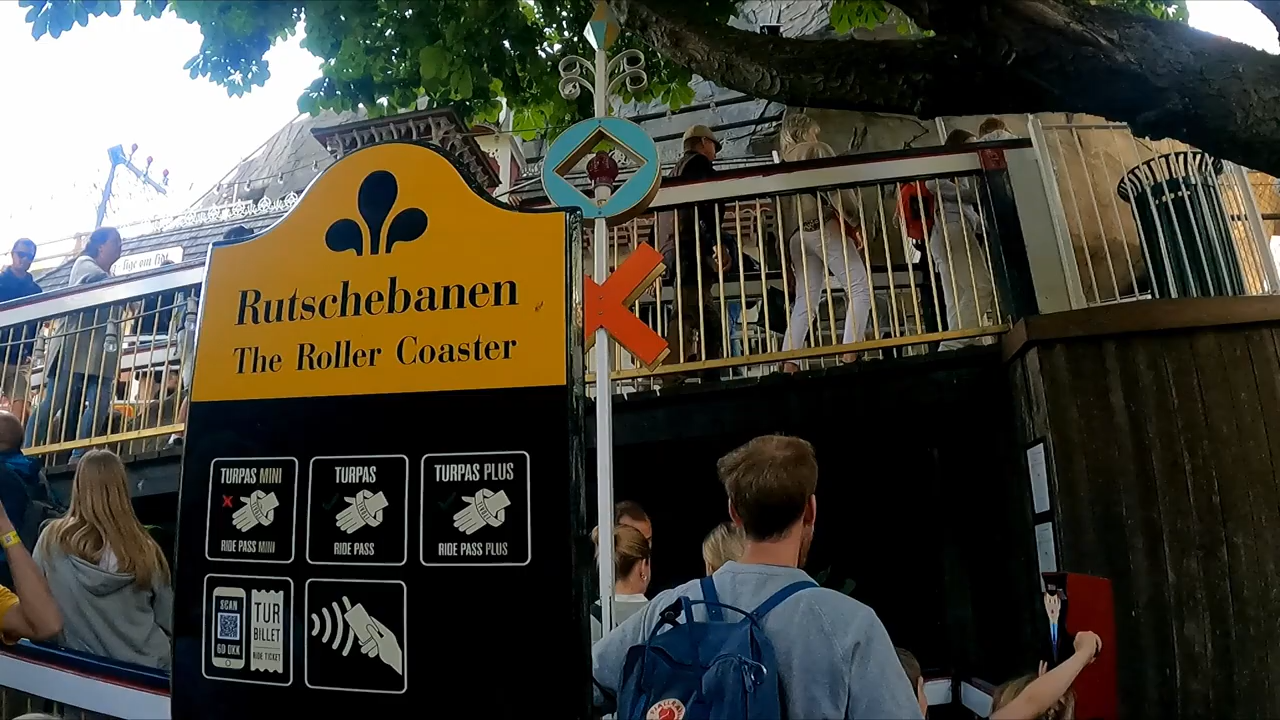 Rutschebanen
The Roller Coaster
TURPAS MINI
RIDE PASS MINI
TURPAS
RIDE PASS
TURPAS PLUS
RIDE PASS PLUS
SCAN
60 DKK
TUR
BILLET
RIDE TICKET